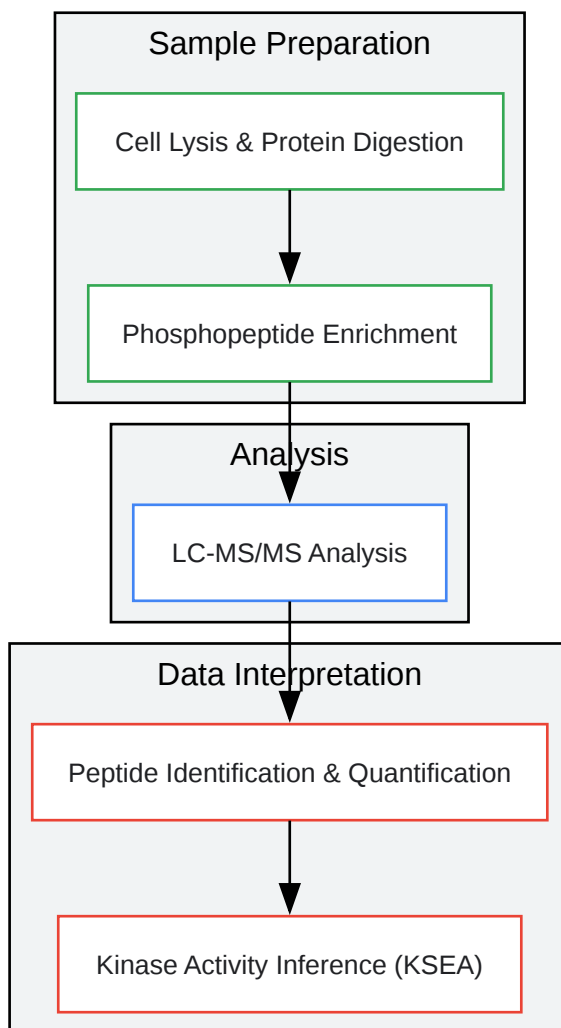 Sample Preparation
Cell Lysis & Protein Digestion
Phosphopeptide Enrichment
Analysis
LC-MS/MS Analysis
Data Interpretation
Peptide Identification & Quantification
Kinase Activity Inference (KSEA)